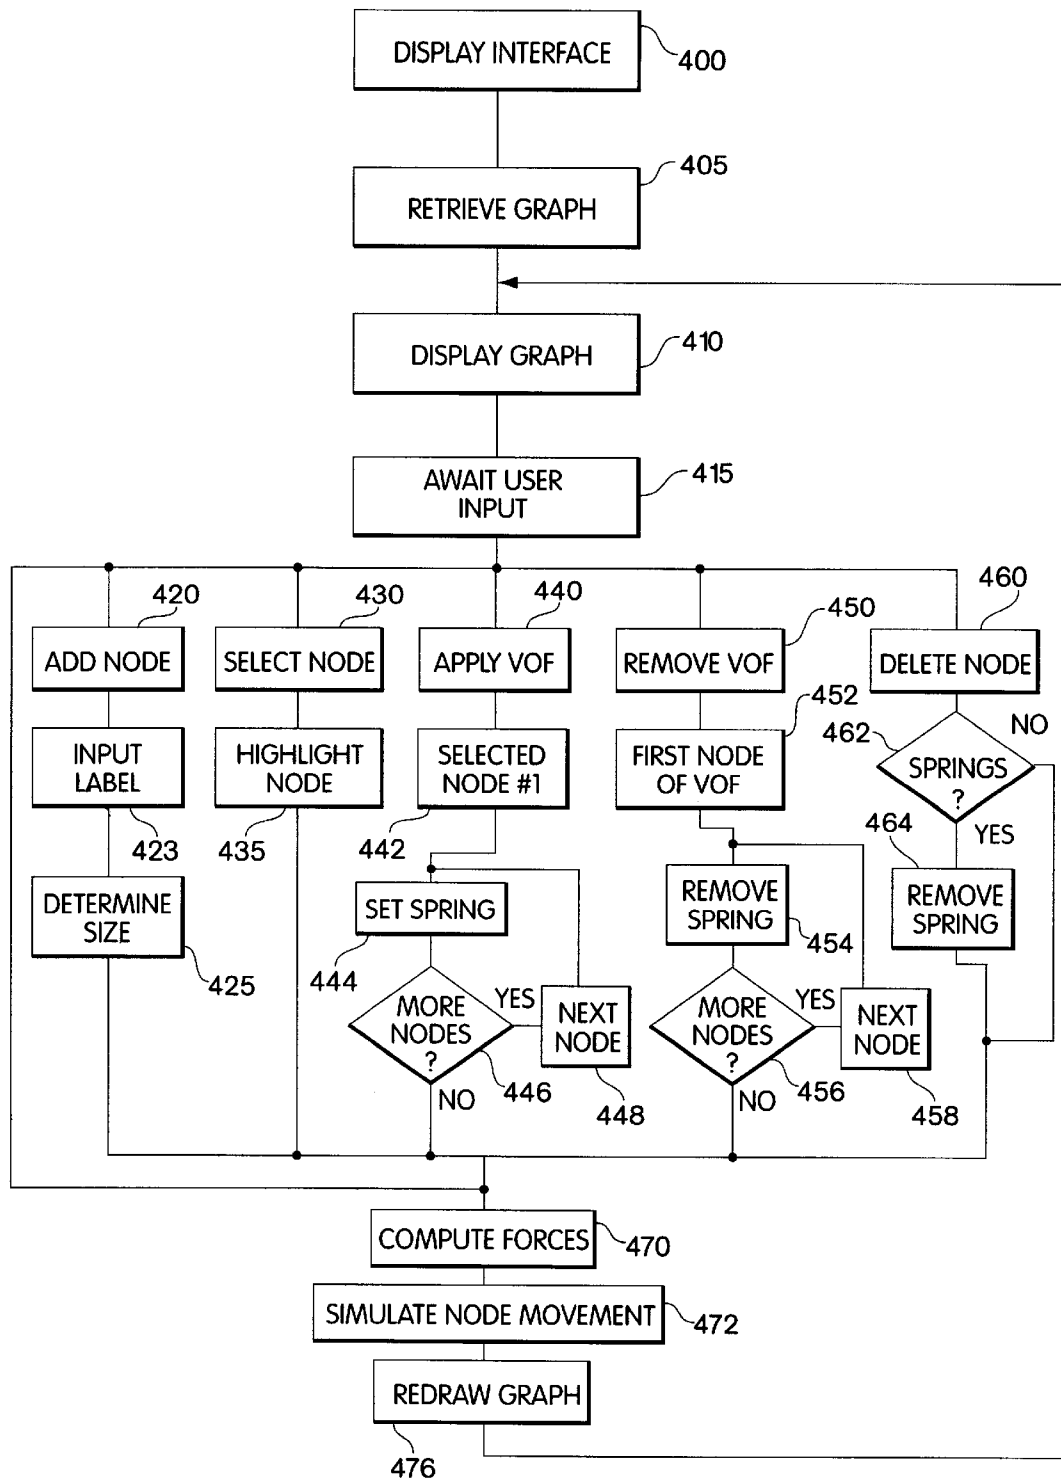 DISPLAY INTERFACE
400
RETRIEVE GRAPH
405
DISPLAY GRAPH
410
AWAIT USER
INPUT
415
420
ADD NODE
INPUT
LABEL
423
DETERMINE
SIZE
425
430
SELECT NODE
HIGHLIGHT
NODE
435
440
APPLY VOF
SELECTED
NODE #1
442
SET SPRING
444
MORE
NODES
?
446
YES
NO
NEXT
NODE
448
450
REMOVE VOF
452
FIRST NODE
OF VOF
REMOVE
SPRING
454
MORE
NODES
?
456
YES
NO
NEXT
NODE
458
460
DELETE NODE
462
SPRINGS
?
NO
YES
464
REMOVE
SPRING
COMPUTE FORCES
470
SIMULATE NODE MOVEMENT
472
REDRAW GRAPH
476